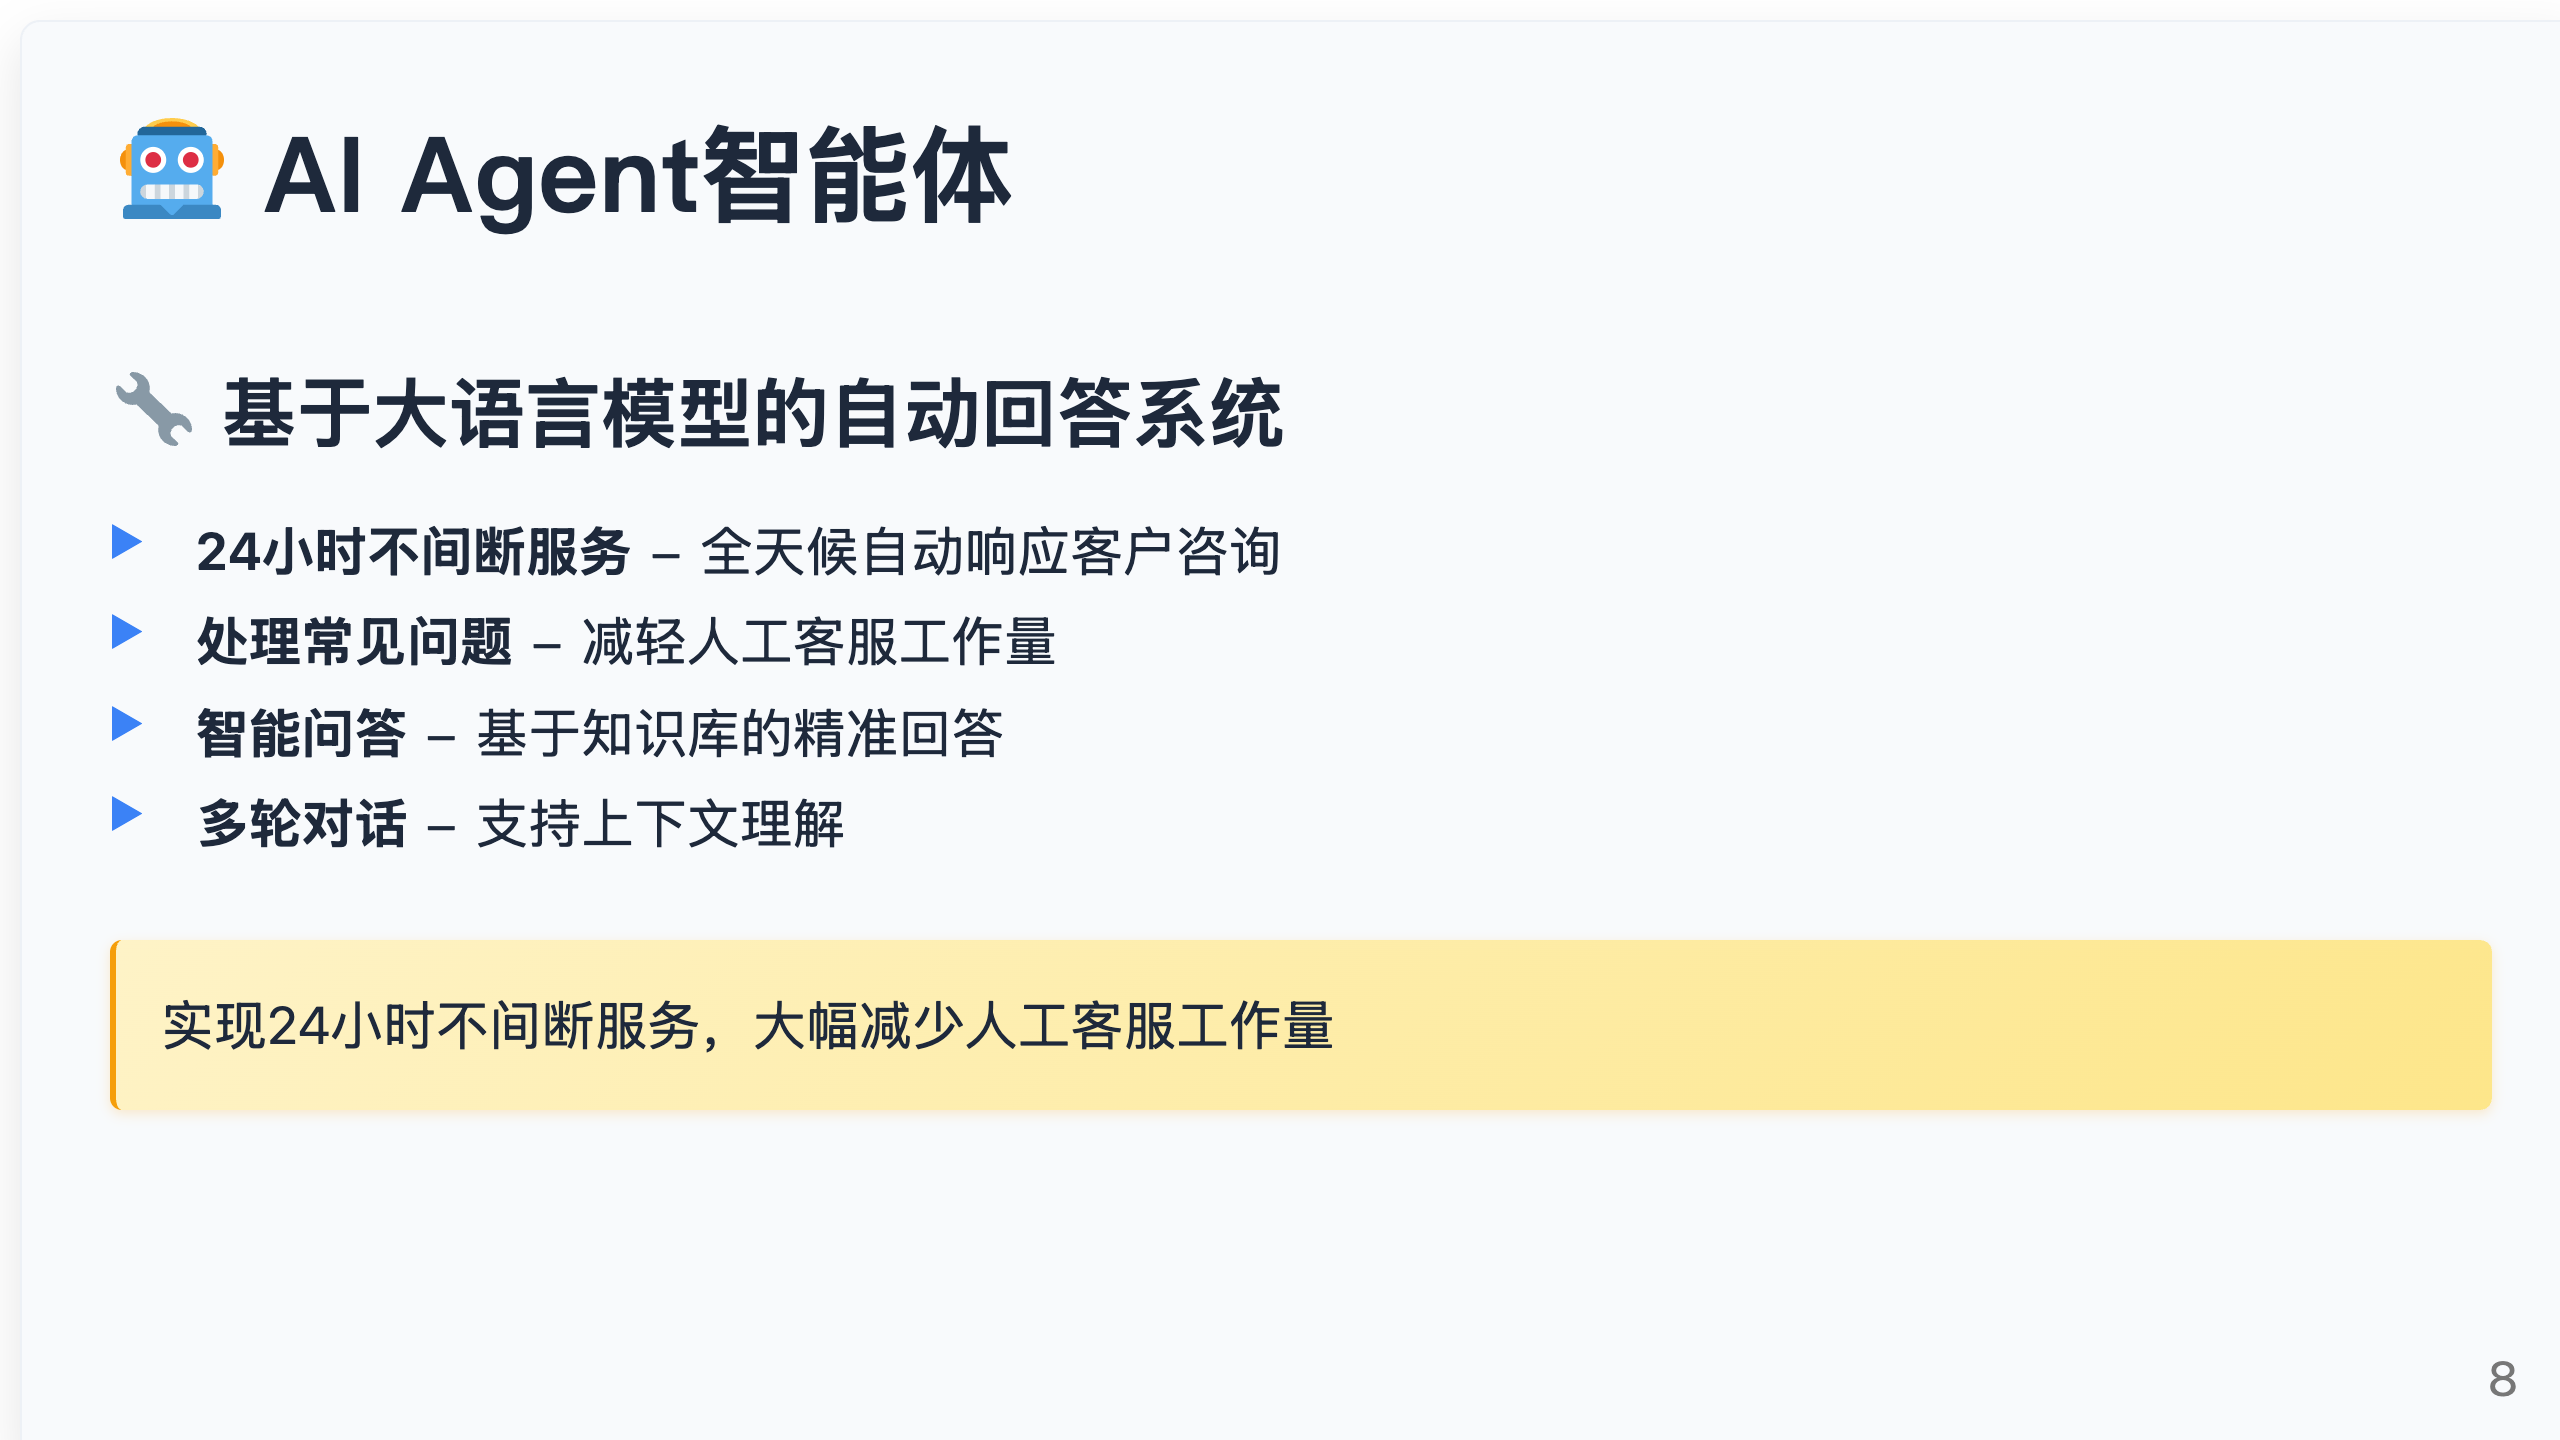 AI Agent智能体
基于大语言模型的自动回答系统
24小时不间断服务 – 全天候自动响应客户咨询
处理常见问题 – 减轻人工客服工作量
智能问答 – 基于知识库的精准回答
多轮对话 – 支持上下文理解
实现24小时不间断服务，大幅减少人工客服工作量
8